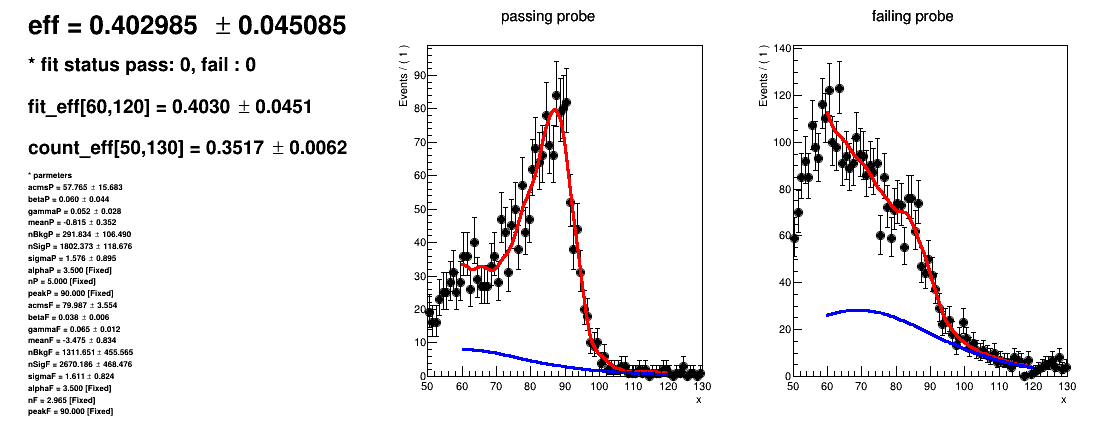 eff = 0.402985 ± 0.045085
* fit status pass: 0, fail : 0
fit_eff[60,120] = 0.4030 ± 0.0451
count_eff[50,130] = 0.3517 ± 0.0062
* parmeters
acmsP = 57.765 ± 15.683
betaP = 0.060 ± 0.044
gammaP = 0.052 ± 0.028
meanP = -0.815 ± 0.352
nBkgP = 291.834 ± 106.490
nSigP = 1802.373 ± 118.676
sigmaP = 1.576 ± 0.895
alphaP = 3.500 [Fixed]
nP = 5.000 [Fixed]
peakP = 90.000 [Fixed]
acmsF = 79.987 ± 3.554
betaF = 0.038 ± 0.006
gammaF = 0.065 ± 0.012
meanF = -3.475 ± 0.834
nBkgF = 1311.651 ± 455.565
nSigF = 2670.186 ± 468.476
sigmaF = 1.611 ± 0.824
alphaF = 3.500 [Fixed]
nF = 2.965 [Fixed]
peakF = 90.000 [Fixed]
passing probe
Events / ( 1 )
90
80
70
60
50
40
30
20
10
0
50 60 70 80 90 100 110 120 130
x
failing probe
Events / ( 1 )
140
120
100
80
60
40
20
0
50 60 70 80 90 100 110 120 130
x